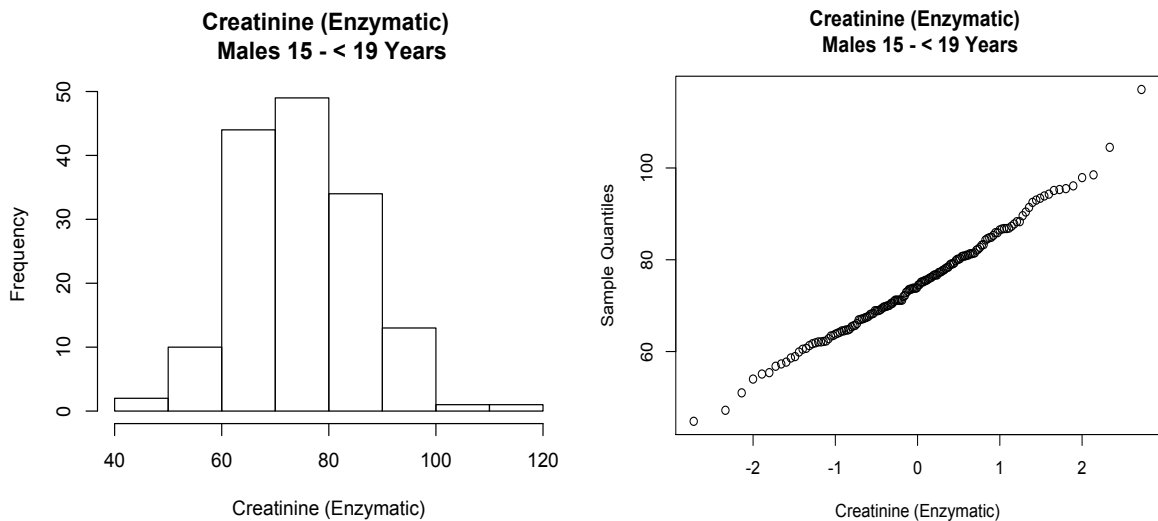 Creatinine (Enzymatic)
Males 15 - < 19 Years
Frequency
50
40
30
20
10
0
40 60 80 100 120
Creatinine (Enzymatic)
Creatinine (Enzymatic)
Males 15 - < 19 Years
Sample Quantiles
100
80
60
-2 -1 0 1 2
Creatinine (Enzymatic)